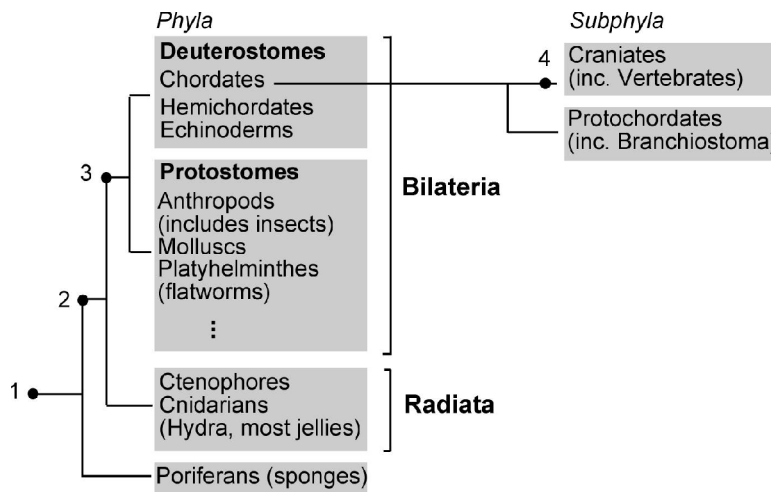 Phyla
Subphyla
Deuterostomes
Chordates
Hemichordates
Echinoderms
4
Craniates
(inc. Vertebrates)
Protochordates
(inc. Branchiostoma
3
Protostomes
Anthropods
(includes insects)
Molluscs
Platyhelminthes
(flatworms)
⋮
Bilateria
2
1
Ctenophores
Cnidarians
(Hydra, most jellies)
Radiata
Poriferans (sponges)